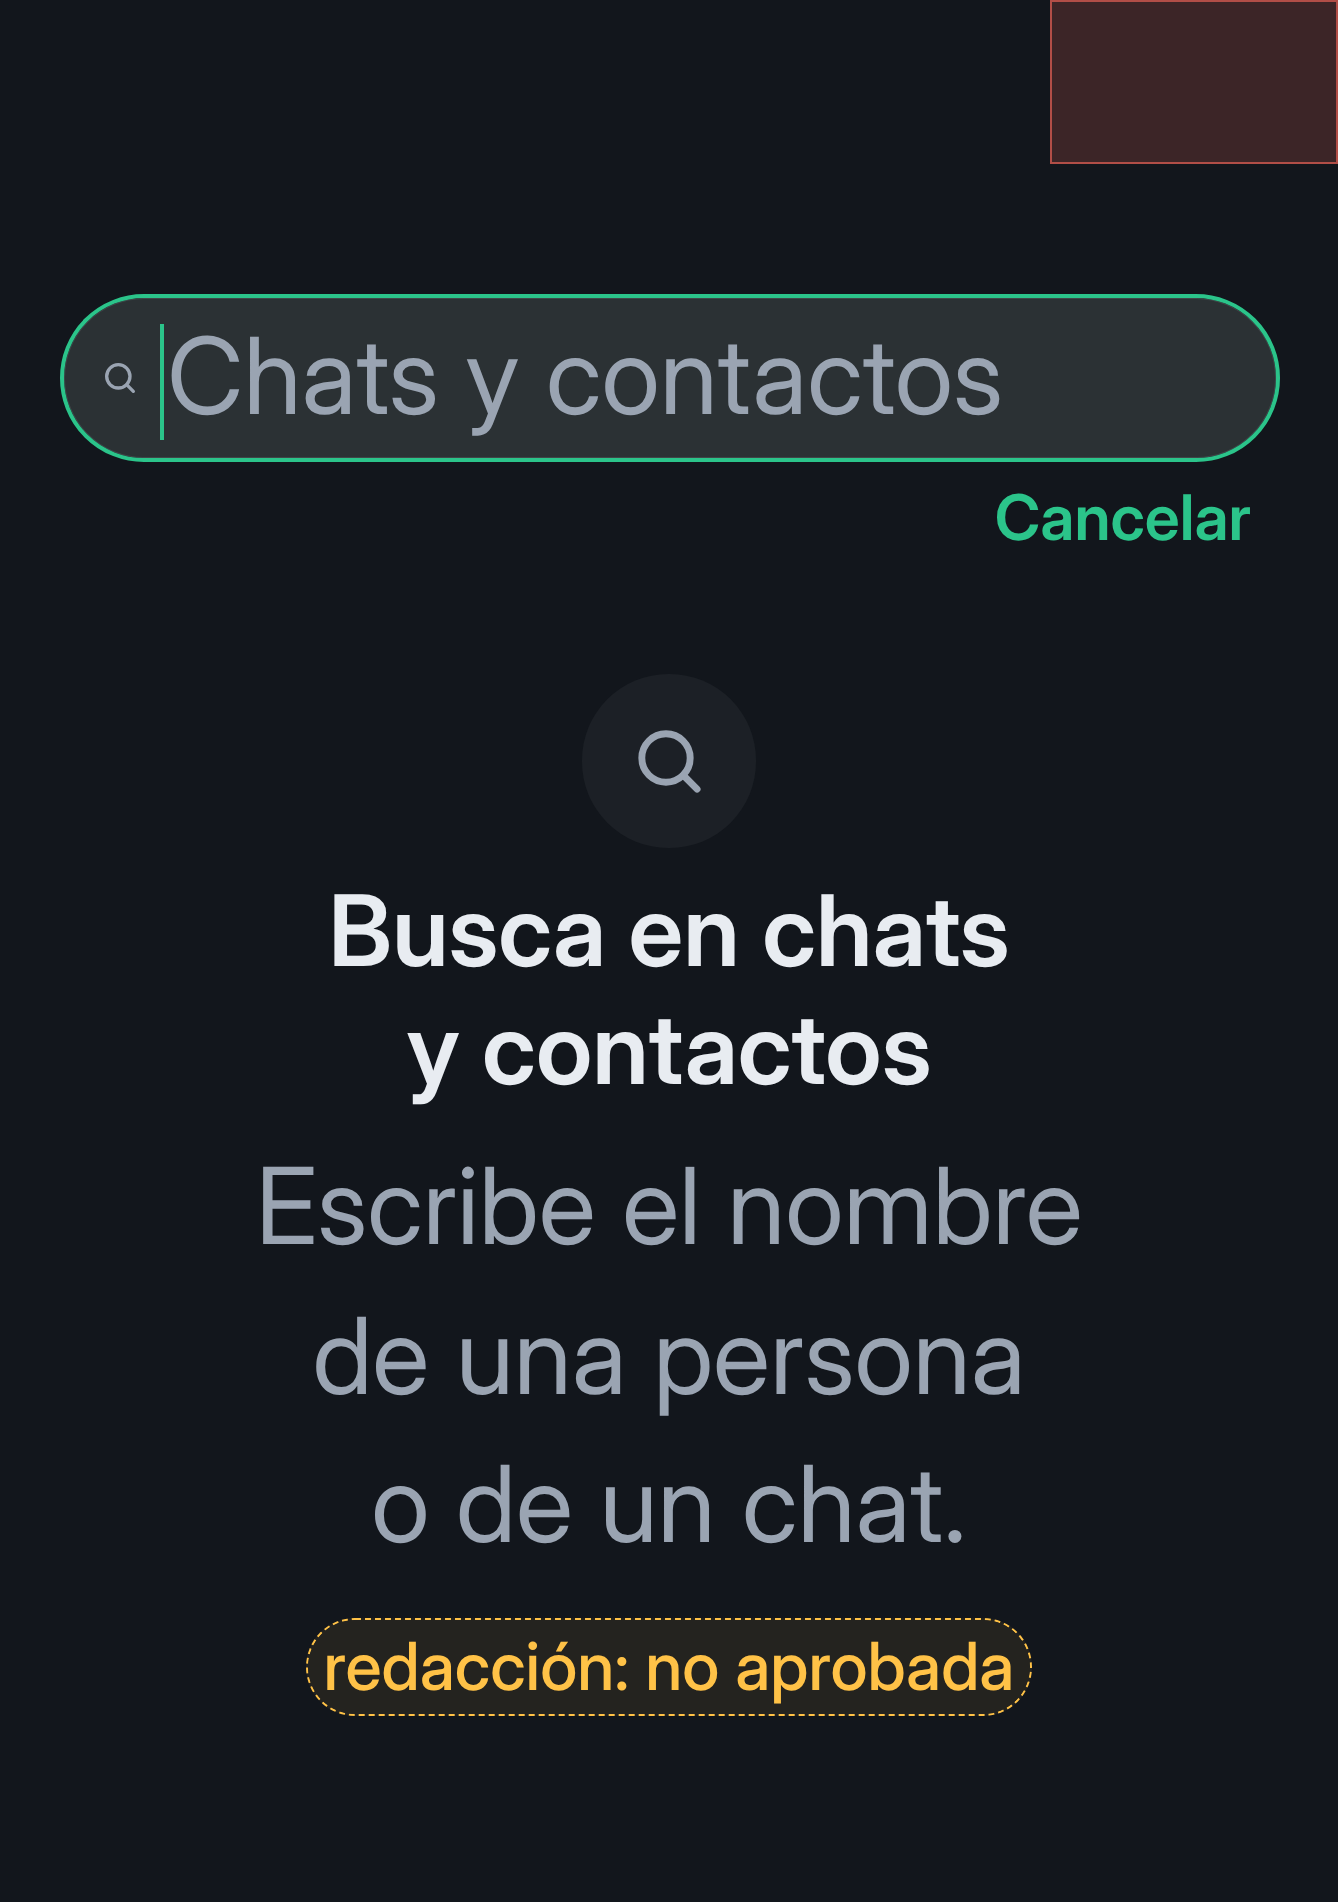 Chats y contactos
Cancelar
Busca en chats
y contactos
Escribe el nombre
de una persona
o de un chat.
redacción: no aprobada